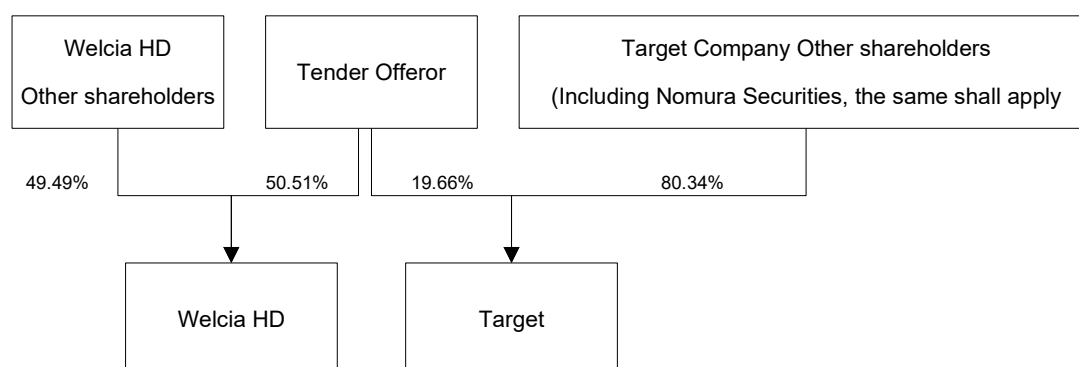 Welcia HD
Other shareholders
Tender Offeror
Target Company Other shareholders
(Including Nomura Securities, the same shall apply
49.49%
50.51%
19.66%
80.34%
Welcia HD
Target